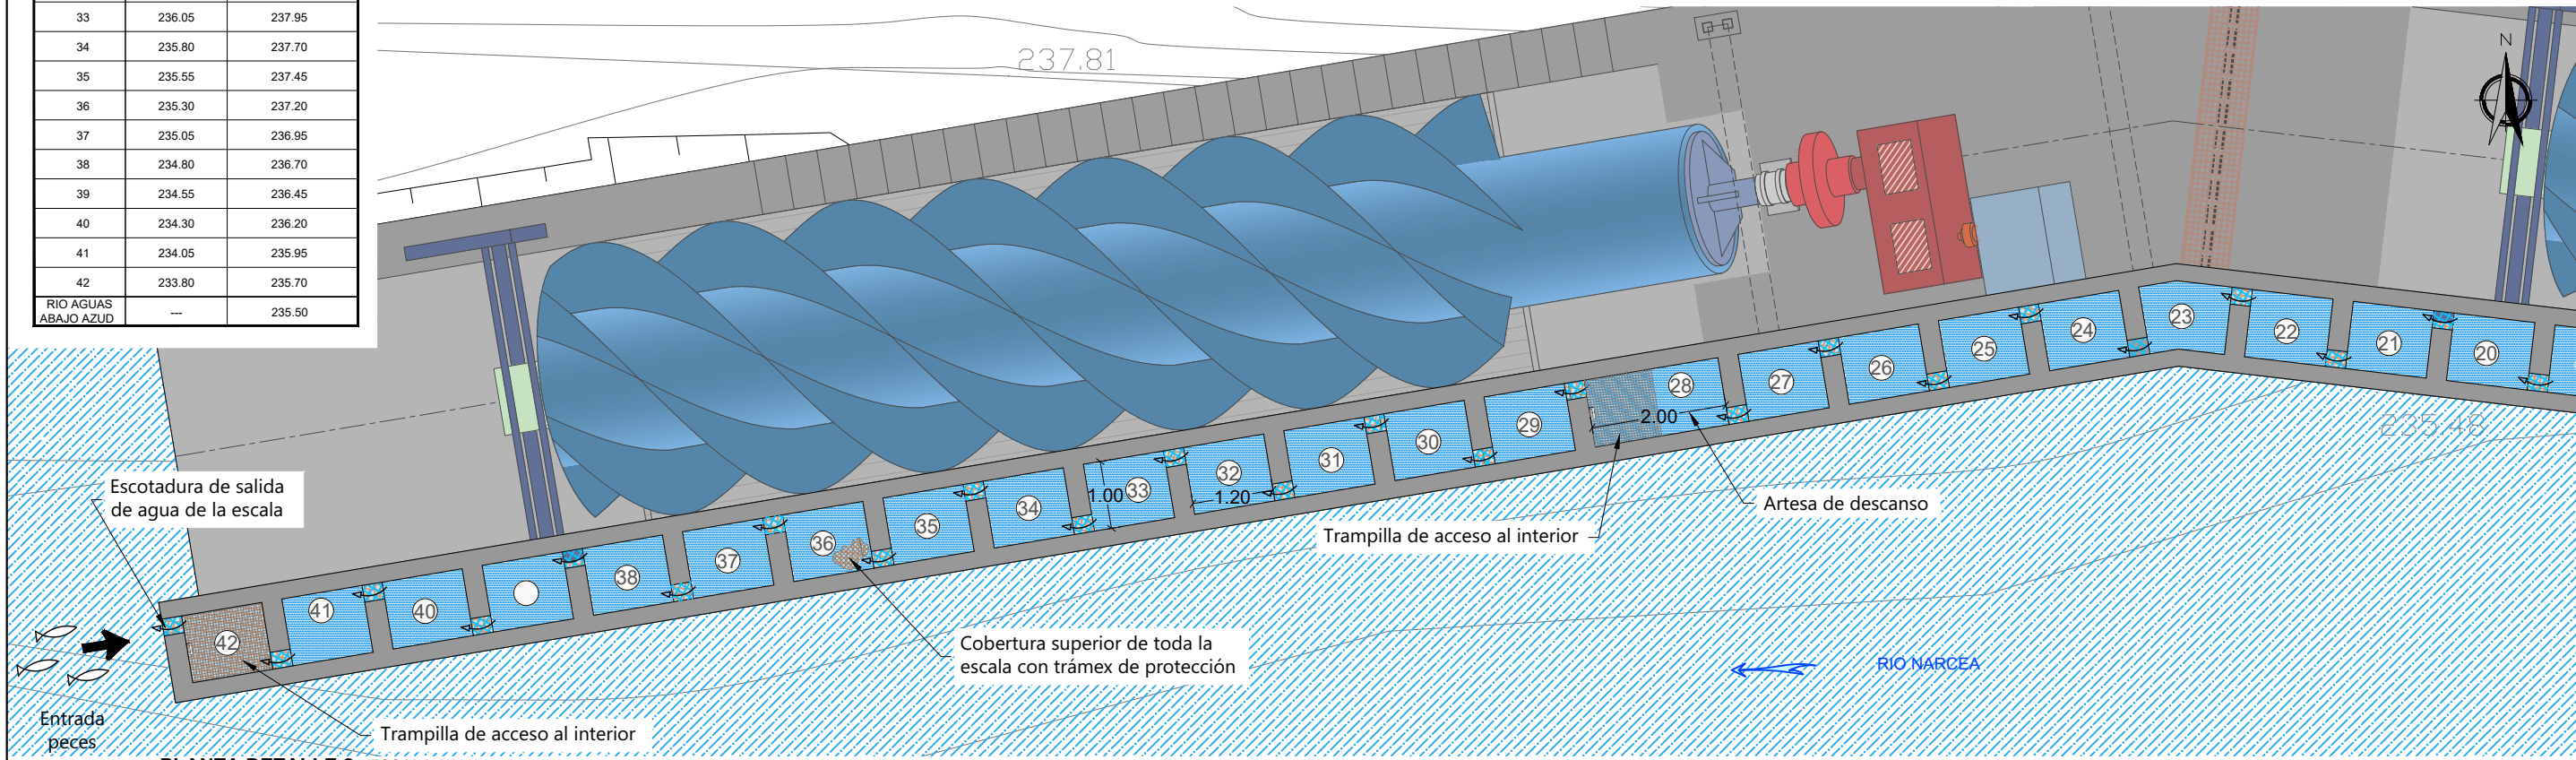 33 236.05 237.95
34 235.80 237.70
35 235.55 237.45
36 235.30 237.20
37 235.05 236.95
38 234.80 236.70
39 234.55 236.45
40 234.30 236.20
41 234.05 235.95
42 233.80 235.70
RIO AGUAS
ABAJO AZUD --- 235.50
237.81
N
23
22
21
20
24
25
26
27
28
2.00
29
30
31
32
1.20
33
1.00
34
35
36
37
38
40
41
42
235.48
Escotadura de salida
de agua de la escala
Artesa de descanso
Trampilla de acceso al interior
Cobertura superior de toda la
escala con trámex de protección
RIO NARCEA
Entrada
peces
Trampilla de acceso al interior